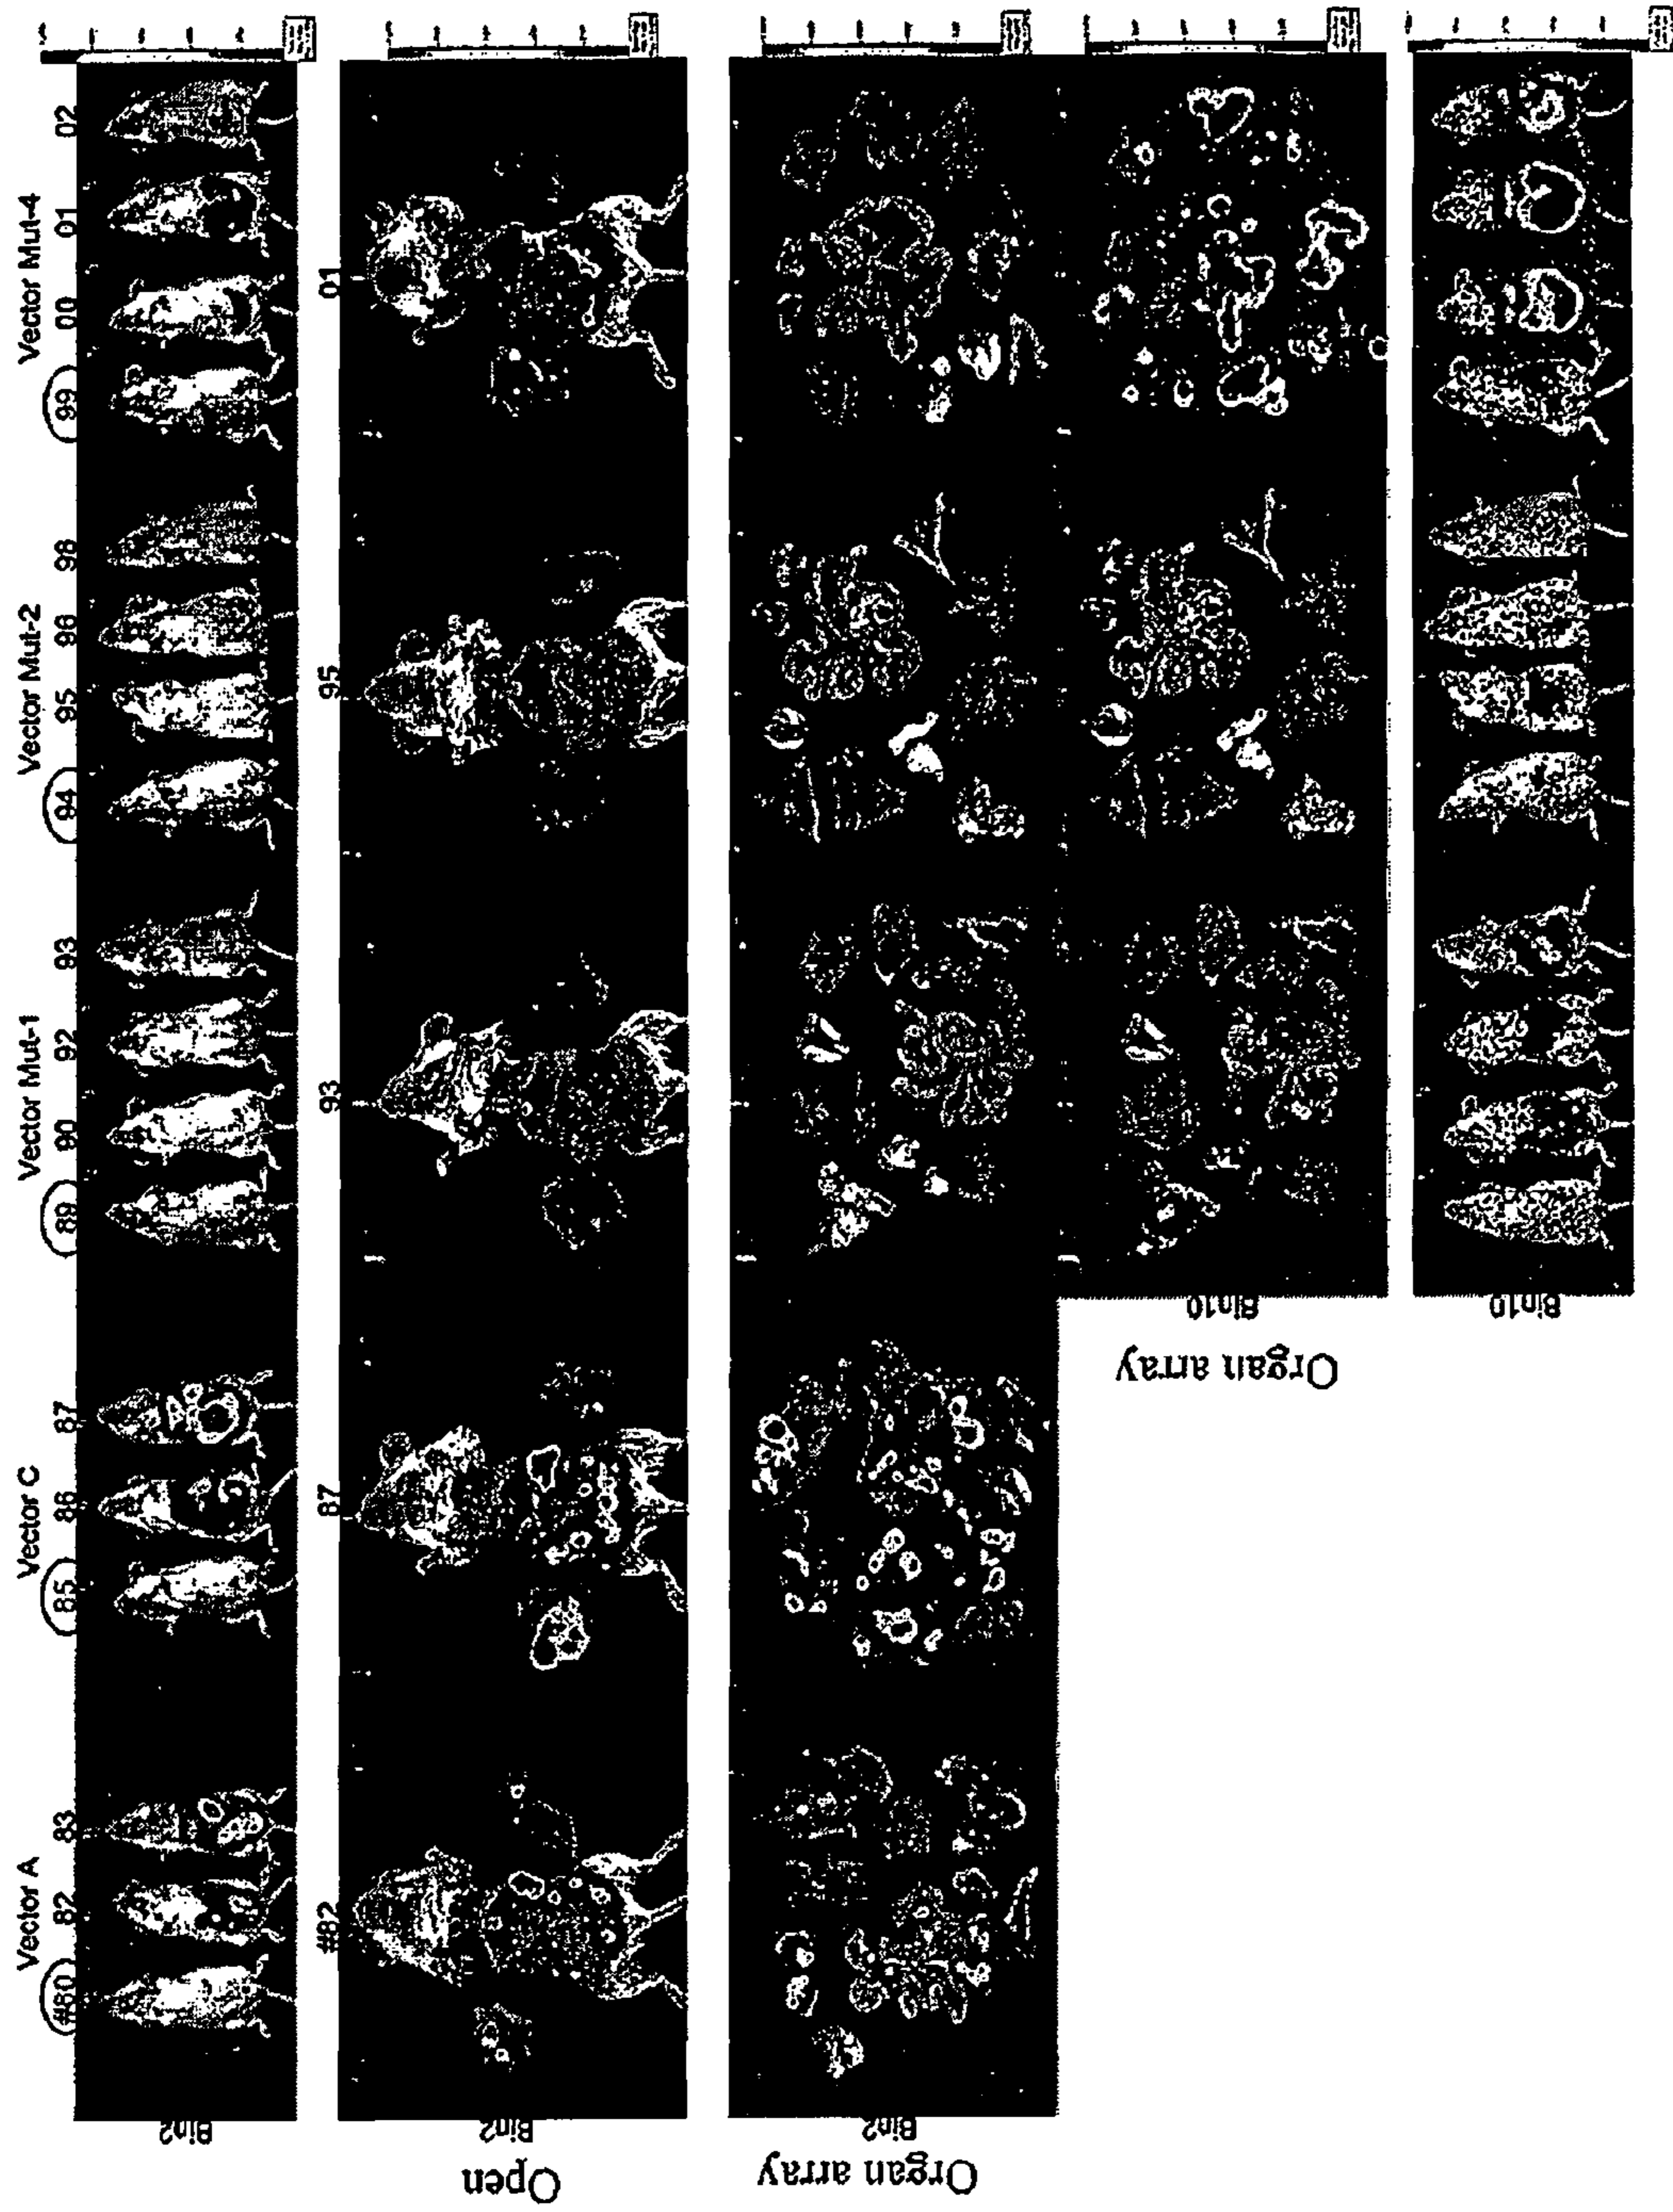 Vector A
Vector C
Vector Mut-1
Vector Mut-2
Vector Mut-4
#80 82 83
85 86 87
89 90 92 93
94 95 96 98
99 00 01 02
Bin2
#82 87 93 95 01
Bin2
Open
Bin2
Organ array
Bin10
Organ array
Bin10